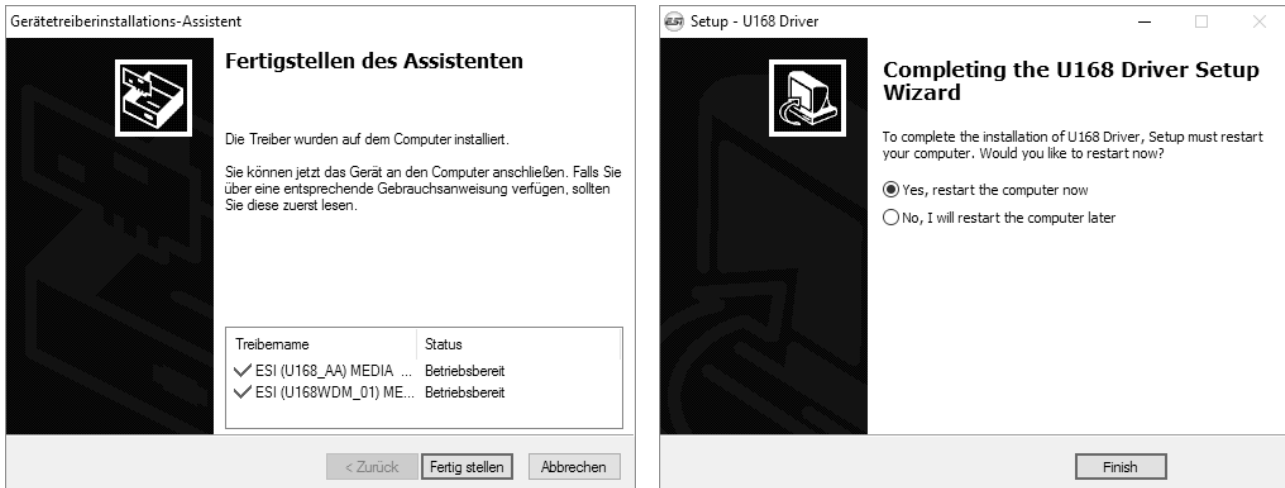 Gerätetreiberinstallations-Assistent
Fertigstellen des Assistenten
Die Treiber wurden auf dem Computer installiert.
Sie können jetzt das Gerät an den Computer anschließen. Falls Sie
über eine entsprechende Gebrauchsanweisung verfügen, sollten
Sie diese zuerst lesen.
Treibername Status
ESI (U168_AA) MEDIA ... Betriebsbereit
ESI (U168WDM_01) ME... Betriebsbereit
< Zurück Fertig stellen Abbrechen
ESI Setup - U168 Driver
Completing the U168 Driver Setup
Wizard
To complete the installation of U168 Driver, Setup must restart
your computer. Would you like to restart now?
Yes, restart the computer now
No, I will restart the computer later
Finish